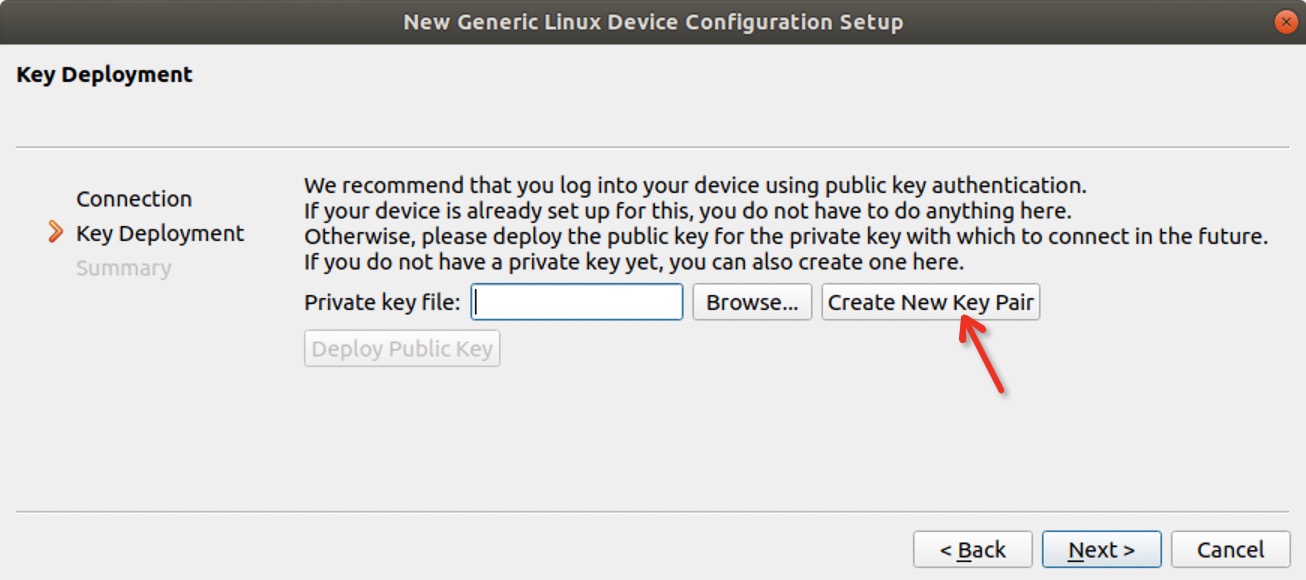 New Generic Linux Device Configuration Setup
Key Deployment
Connection
Key Deployment
Summary
We recommend that you log into your device using public key authentication.
If your device is already set up for this, you do not have to do anything here.
Otherwise, please deploy the public key for the private key with which to connect in the future.
If you do not have a private key yet, you can also create one here.
Private key file: Browse... Create New Key Pair
Deploy Public Key
< Back Next > Cancel